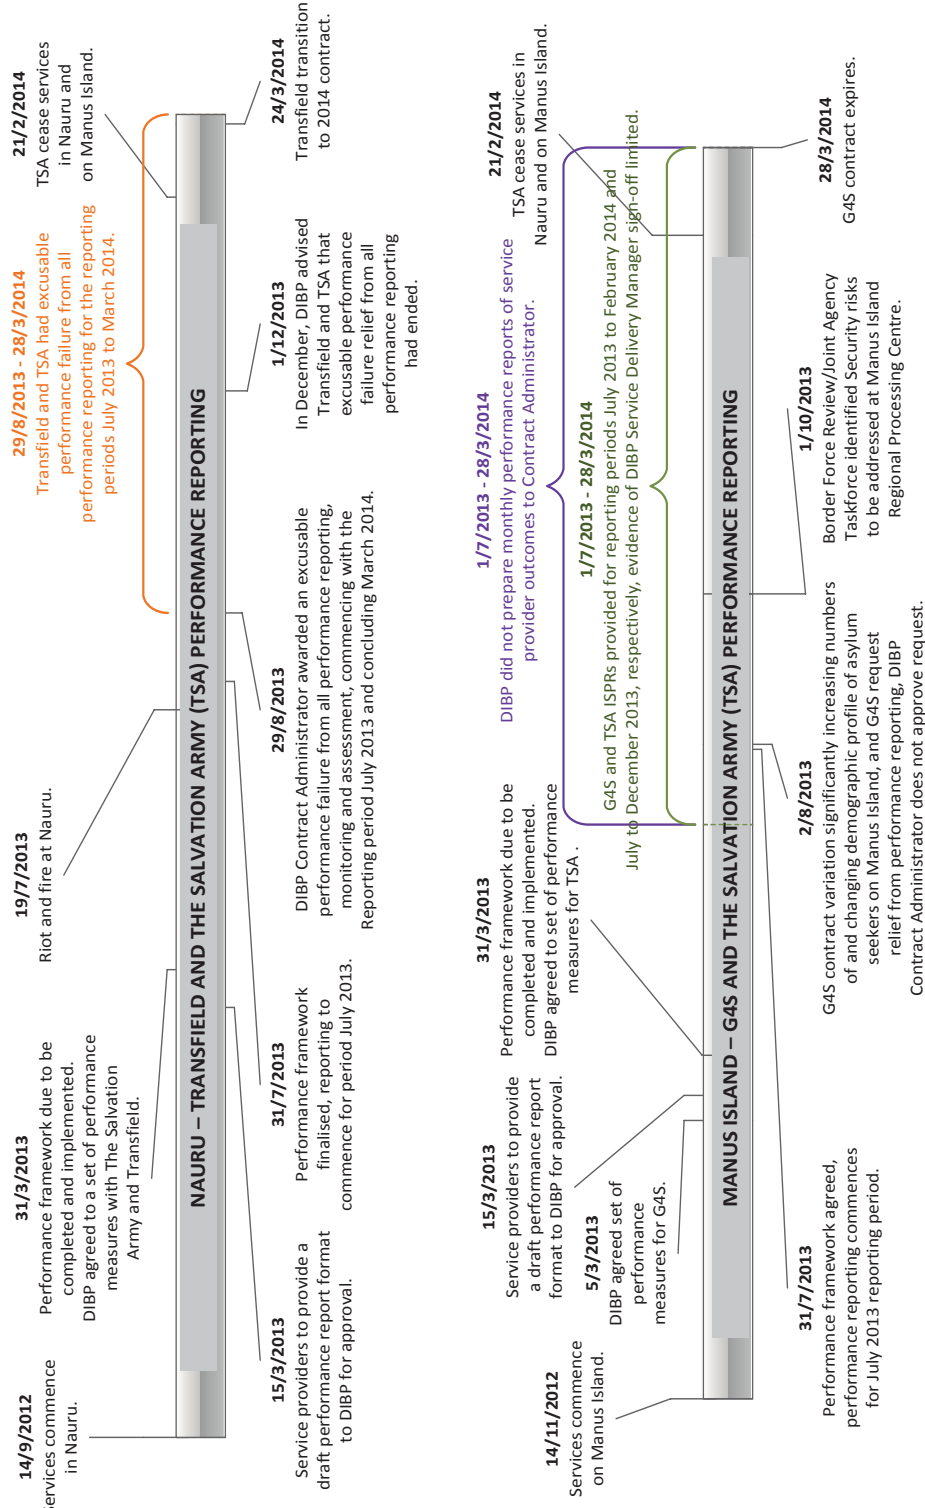 14/9/2012
Services commence
in Nauru.
31/3/2013
Performance framework due to be
completed and implemented.
DIBP agreed to a set of performance
measures with The Salvation
Army and Transfield.
19/7/2013
Riot and fire at Nauru.
29/8/2013 - 28/3/2014
Transfield and TSA had excusable
performance failure from all
performance reporting for the reporting
periods July 2013 to March 2014.
21/2/2014
TSA cease services
in Nauru and
on Manus Island.
NAURU – TRANSFIELD AND THE SALVATION ARMY (TSA) PERFORMANCE REPORTING
15/3/2013
Service providers to provide a
draft performance report format
to DIBP for approval.
31/7/2013
Performance framework
finalised, reporting to
commence for period July 2013.
29/8/2013
DIBP Contract Administrator awarded an excusable
performance failure from all performance reporting,
monitoring and assessment, commencing with the
Reporting period July 2013 and concluding March 2014.
1/12/2013
In December, DIBP advised
Transfield and TSA that
excusable performance
failure relief from all
performance reporting
had ended.
24/3/2014
Transfield transition
to 2014 contract.
14/11/2012
Services commence
on Manus Island.
15/3/2013
Service providers to provide
a draft performance report
format to DIBP for approval.
5/3/2013
DIBP agreed set of
performance
measures for G4S.
31/3/2013
Performance framework due to be
completed and implemented.
DIBP agreed to set of performance
measures for TSA .
1/7/2013 - 28/3/2014
DIBP did not prepare monthly performance reports of service
provider outcomes to Contract Administrator.
1/7/2013 - 28/3/2014
G4S and TSA ISPRs provided for reporting periods July 2013 to February 2014 and
July to December 2013, respectively, evidence of DIBP Service Delivery Manager sign-off limited.
21/2/2014
TSA cease services in
Nauru and on Manus Island.
MANUS ISLAND – G4S AND THE SALVATION ARMY (TSA) PERFORMANCE REPORTING
31/7/2013
Performance framework agreed,
performance reporting commences
for July 2013 reporting period.
2/8/2013
G4S contract variation significantly increasing numbers
of and changing demographic profile of asylum
seekers on Manus Island, and G4S request
relief from performance reporting, DIBP
Contract Administrator does not approve request.
1/10/2013
Border Force Review/Joint Agency
Taskforce identified Security risks
to be addressed at Manus Island
Regional Processing Centre.
28/3/2014
G4S contract expires.